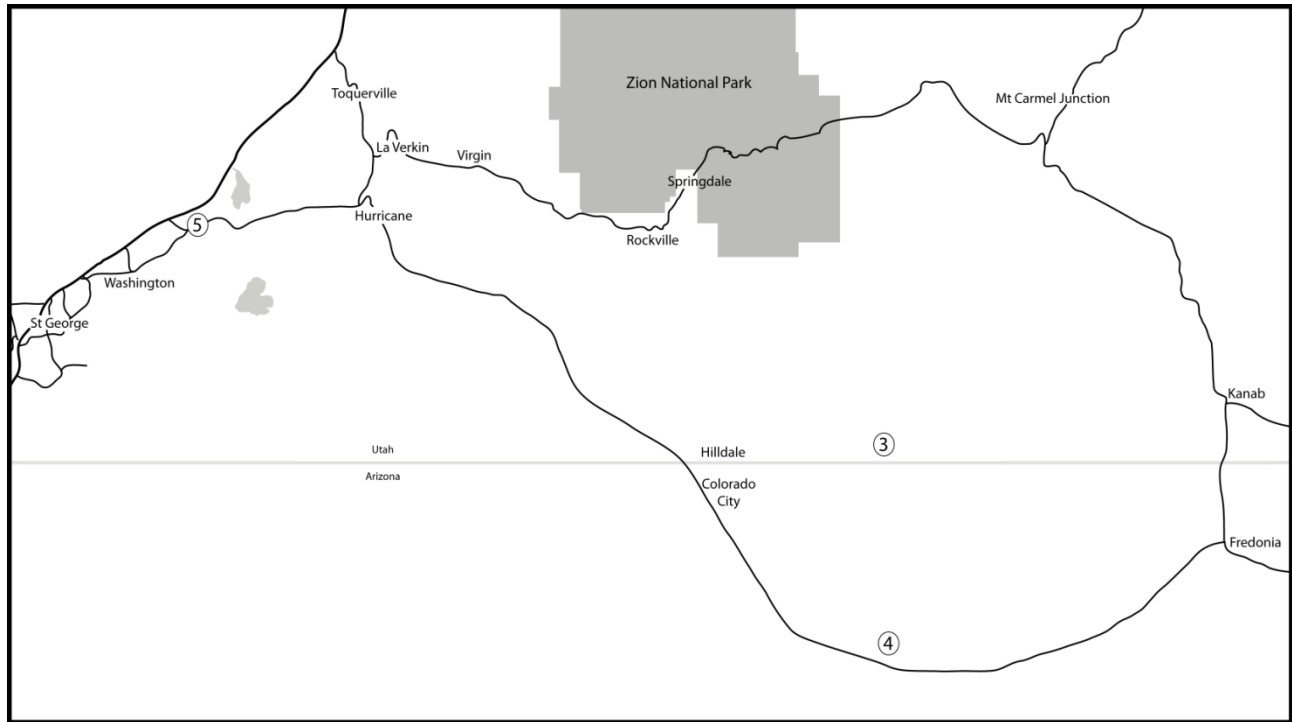 Zion National Park
Toquerville
Mt Carmel Junction
La Verkin
Virgin
Springdale
Hurricane
⑤
Rockville
Washington
St George
Kanab
Utah
Hilldale
③
Arizona
Colorado
City
Fredonia
④